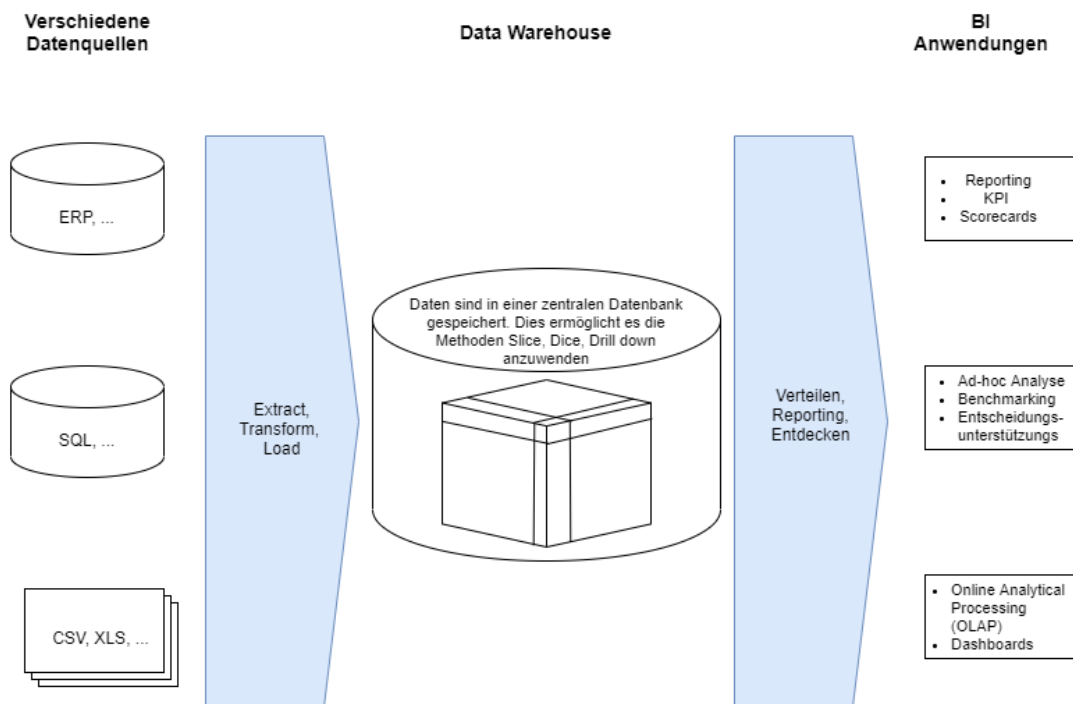 Verschiedene
Datenquellen
Data Warehouse
BI
Anwendungen
ERP, ...
SQL, ...
CSV, XLS, ...
Extract,
Transform,
Load
Daten sind in einer zentralen Datenbank
gespeichert. Dies ermöglicht es die
Methoden Slice, Dice, Drill down
anzuwenden
Verteilen,
Reporting,
Entdecken
• Reporting
• KPI
• Scorecards
• Ad-hoc Analyse
• Benchmarking
• Entscheidungs-
unterstützungs
• Online Analytical
Processing
(OLAP)
• Dashboards